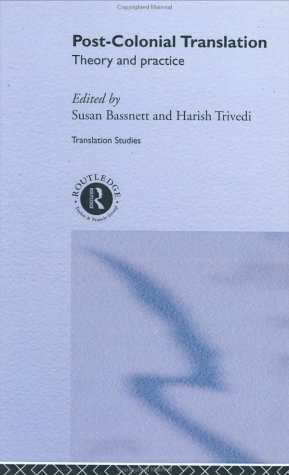 Post-Colonial Translation
Theory and practice
Edited by
Susan Bassnett and Harish Trivedi
Translation Studies
ROUTLEDGE
ROUTLEDGE
Taylor & Francis Group